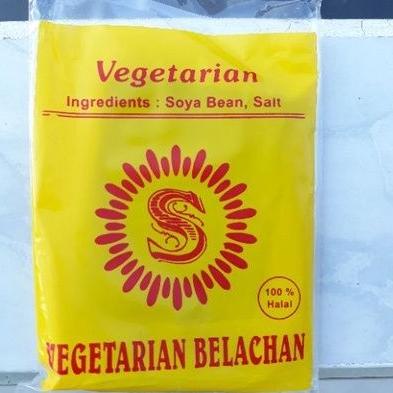 Vegetarian
Ingredients : Soya Bean, Salt
S
100 %
Halal
VEGETARIAN BELACHAN